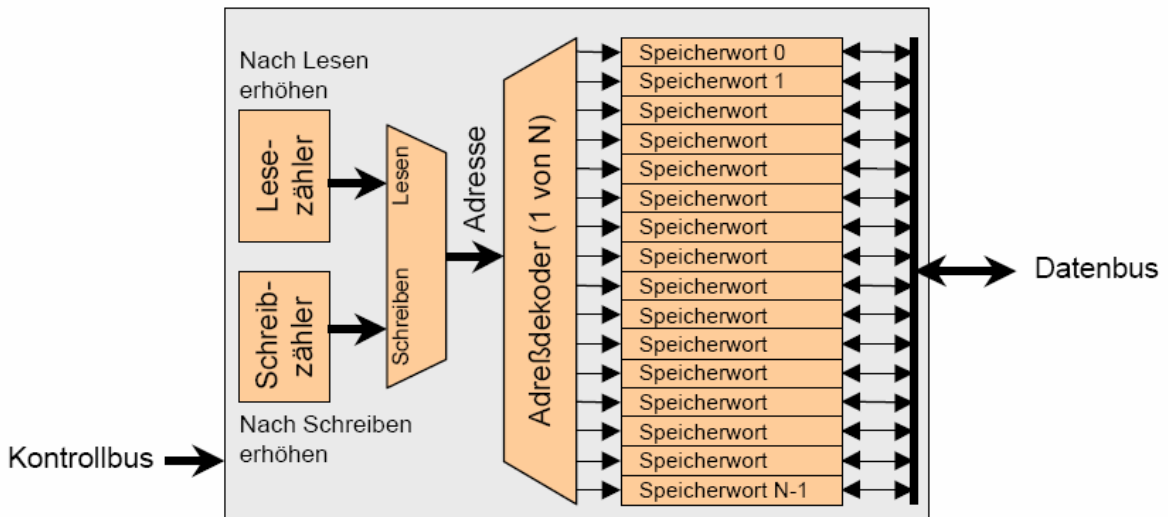 Nach Lesen
erhöhen
Lese-
zähler
Schreib-
zähler
Nach Schreiben
erhöhen
Kontrollbus
Lesen
Schreiben
Adresse
Adreßdekoder (1 von N)
Speicherwort 0
Speicherwort 1
Speicherwort
Speicherwort
Speicherwort
Speicherwort
Speicherwort
Speicherwort
Speicherwort
Speicherwort
Speicherwort
Speicherwort
Speicherwort
Speicherwort
Speicherwort
Speicherwort N-1
Datenbus